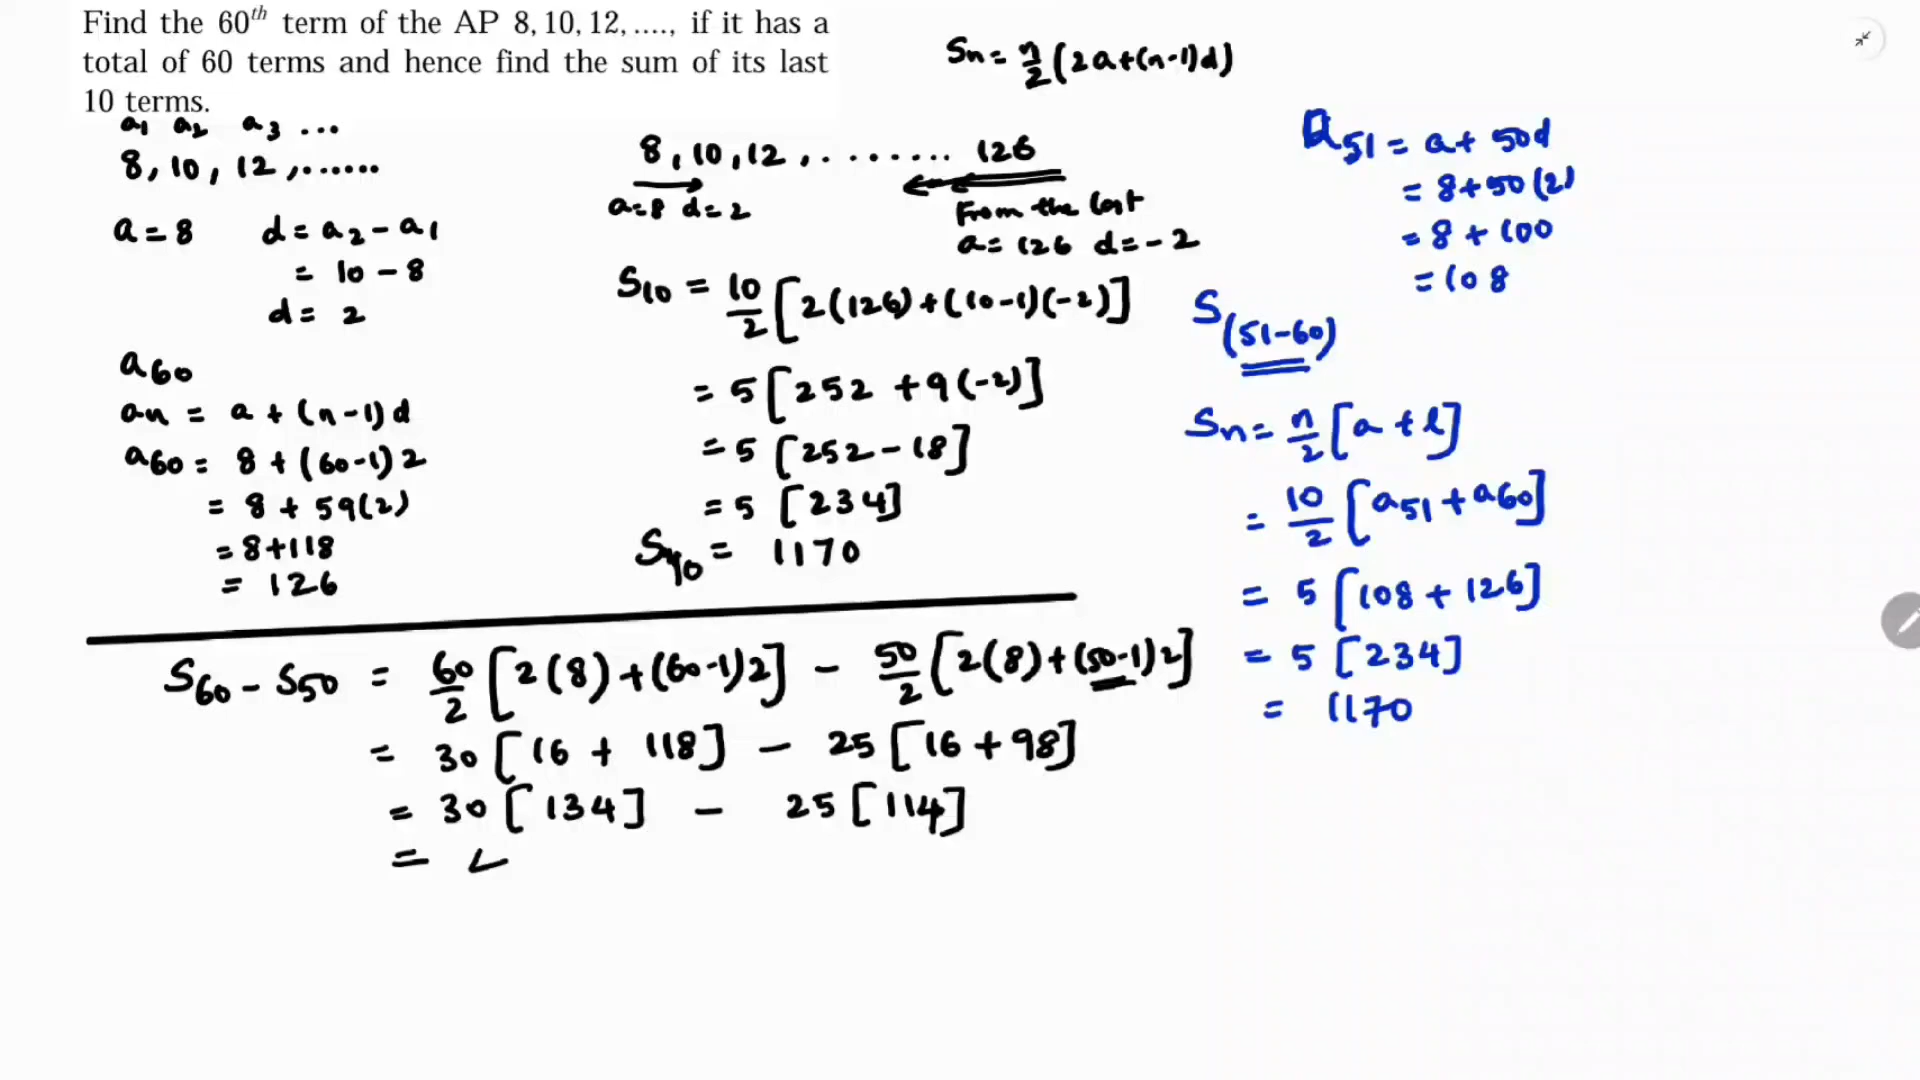 Find the 60th term of the AP 8, 10, 12, ...., if it has a
total of 60 terms and hence find the sum of its last
10 terms.
a1 a2 a3 ...
8, 10, 12, ......
a = 8 d = a2 - a1
= 10 - 8
d = 2
a60
an = a + (n-1)d
a60 = 8 + (60-1)2
= 8 + 59(2)
= 8+118
= 126
Sn = n/2 (2a+(n-1)d)
8, 10, 12, ........ 126
a=8 d=2
From the last
a = 126 d = -2
S10 = 10/2 [2(126)+(10-1)(-2)]
= 5[252 + 9(-2)]
= 5 [252 - 18]
= 5 [234]
S10 = 1170
S60 - S50 = 60/2 [2(8)+(60-1)2] - 50/2 [2(8)+(50-1)2]
= 30 [16 + 118] - 25 [16 + 98]
= 30 [134] - 25 [114]
=
a51 = a + 50d
= 8+50(2)
= 8 + 100
= 108
S(51-60)
Sn = n/2 [a + l]
= 10/2 [a51 + a60]
= 5 [108 + 126]
= 5 [234]
= 1170